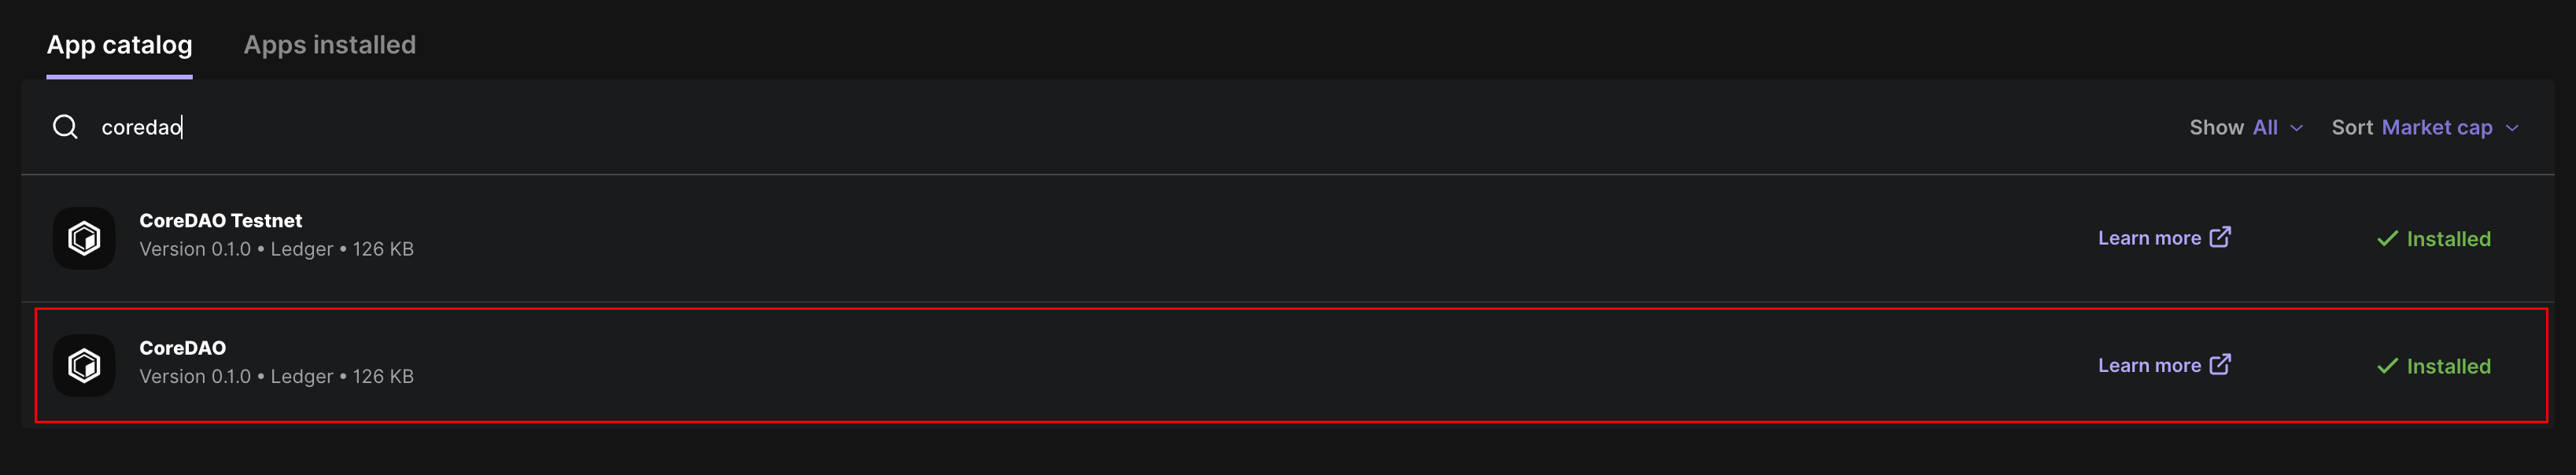 App catalog Apps installed
coredao Show All Sort Market cap
CoreDAO Testnet
Version 0.1.0 • Ledger • 126 KB
Learn more Installed
CoreDAO
Version 0.1.0 • Ledger • 126 KB
Learn more Installed